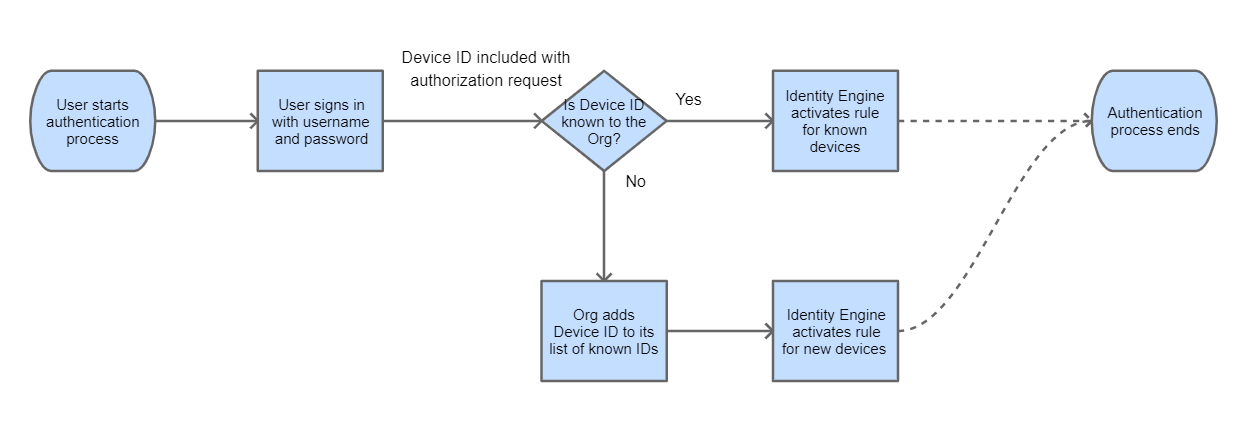 User starts
authentication
process
User signs in
with username
and password
Device ID included with
authorization request
Is Device ID
known to the
Org?
Yes
No
Identity Engine
activates rule
for known
devices
Authentication
process ends
Org adds
Device ID to its
list of known IDs
Identity Engine
activates rule
for new devices